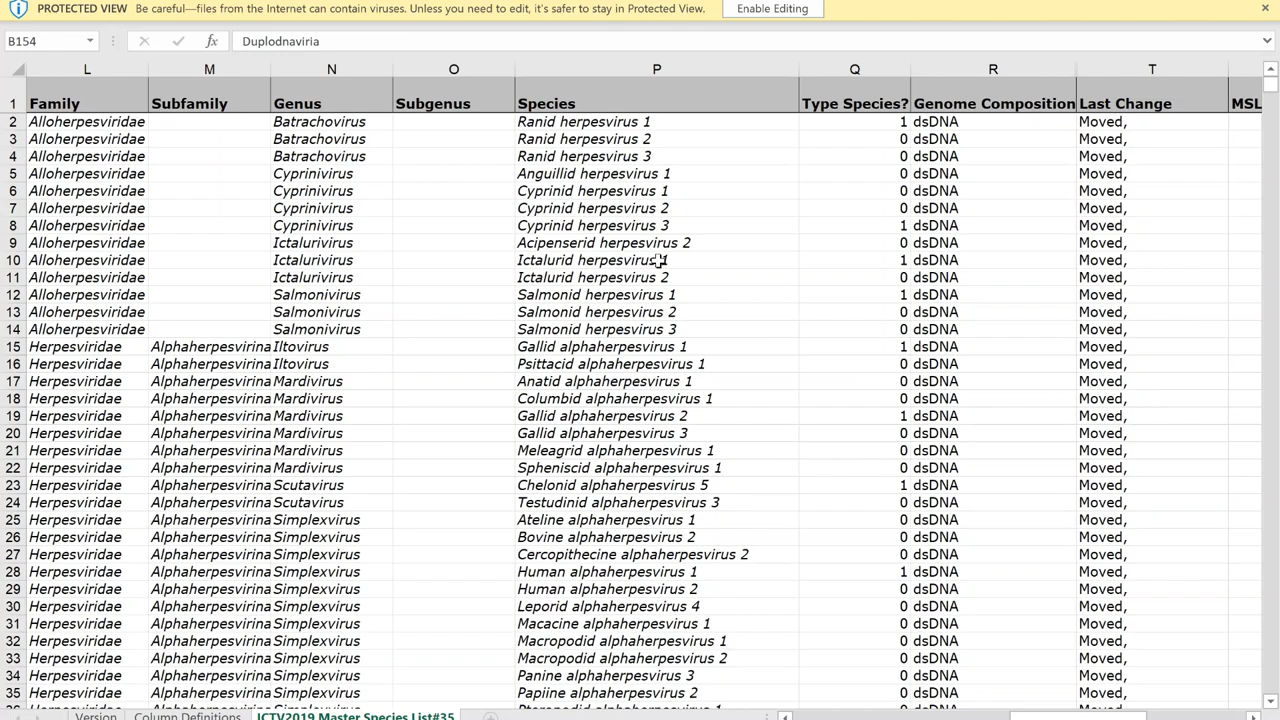 PROTECTED VIEW Be careful—files from the Internet can contain viruses. Unless you need to edit, it's safer to stay in Protected View. Enable Editing
B154 fx Duplodnaviria
L M N O P Q R T
1 Family Subfamily Genus Subgenus Species Type Species? Genome Composition Last Change MSL
2 Alloherpesviridae Batrachovirus Ranid herpesvirus 1 1 dsDNA Moved,
3 Alloherpesviridae Batrachovirus Ranid herpesvirus 2 0 dsDNA Moved,
4 Alloherpesviridae Batrachovirus Ranid herpesvirus 3 0 dsDNA Moved,
5 Alloherpesviridae Cyprinivirus Anguillid herpesvirus 1 0 dsDNA Moved,
6 Alloherpesviridae Cyprinivirus Cyprinid herpesvirus 1 0 dsDNA Moved,
7 Alloherpesviridae Cyprinivirus Cyprinid herpesvirus 2 0 dsDNA Moved,
8 Alloherpesviridae Cyprinivirus Cyprinid herpesvirus 3 1 dsDNA Moved,
9 Alloherpesviridae Ictalurivirus Acipenserid herpesvirus 2 0 dsDNA Moved,
10 Alloherpesviridae Ictalurivirus Ictalurid herpesvirus 1 1 dsDNA Moved,
11 Alloherpesviridae Ictalurivirus Ictalurid herpesvirus 2 0 dsDNA Moved,
12 Alloherpesviridae Salmonivirus Salmonid herpesvirus 1 1 dsDNA Moved,
13 Alloherpesviridae Salmonivirus Salmonid herpesvirus 2 0 dsDNA Moved,
14 Alloherpesviridae Salmonivirus Salmonid herpesvirus 3 0 dsDNA Moved,
15 Herpesviridae Alphaherpesvirina Iltovirus Gallid alphaherpesvirus 1 1 dsDNA Moved,
16 Herpesviridae Alphaherpesvirina Iltovirus Psittacid alphaherpesvirus 1 0 dsDNA Moved,
17 Herpesviridae Alphaherpesvirina Mardivirus Anatid alphaherpesvirus 1 0 dsDNA Moved,
18 Herpesviridae Alphaherpesvirina Mardivirus Columbid alphaherpesvirus 1 0 dsDNA Moved,
19 Herpesviridae Alphaherpesvirina Mardivirus Gallid alphaherpesvirus 2 1 dsDNA Moved,
20 Herpesviridae Alphaherpesvirina Mardivirus Gallid alphaherpesvirus 3 0 dsDNA Moved,
21 Herpesviridae Alphaherpesvirina Mardivirus Meleagrid alphaherpesvirus 1 0 dsDNA Moved,
22 Herpesviridae Alphaherpesvirina Mardivirus Spheniscid alphaherpesvirus 1 0 dsDNA Moved,
23 Herpesviridae Alphaherpesvirina Scutavirus Chelonid alphaherpesvirus 5 1 dsDNA Moved,
24 Herpesviridae Alphaherpesvirina Scutavirus Testudinid alphaherpesvirus 3 0 dsDNA Moved,
25 Herpesviridae Alphaherpesvirina Simplexvirus Ateline alphaherpesvirus 1 0 dsDNA Moved,
26 Herpesviridae Alphaherpesvirina Simplexvirus Bovine alphaherpesvirus 2 0 dsDNA Moved,
27 Herpesviridae Alphaherpesvirina Simplexvirus Cercopithecine alphaherpesvirus 2 0 dsDNA Moved,
28 Herpesviridae Alphaherpesvirina Simplexvirus Human alphaherpesvirus 1 1 dsDNA Moved,
29 Herpesviridae Alphaherpesvirina Simplexvirus Human alphaherpesvirus 2 0 dsDNA Moved,
30 Herpesviridae Alphaherpesvirina Simplexvirus Leporid alphaherpesvirus 4 0 dsDNA Moved,
31 Herpesviridae Alphaherpesvirina Simplexvirus Macacine alphaherpesvirus 1 0 dsDNA Moved,
32 Herpesviridae Alphaherpesvirina Simplexvirus Macropodid alphaherpesvirus 1 0 dsDNA Moved,
33 Herpesviridae Alphaherpesvirina Simplexvirus Macropodid alphaherpesvirus 2 0 dsDNA Moved,
34 Herpesviridae Alphaherpesvirina Simplexvirus Panine alphaherpesvirus 3 0 dsDNA Moved,
35 Herpesviridae Alphaherpesvirina Simplexvirus Papiine alphaherpesvirus 2 0 dsDNA Moved,
Version Column Definitions ICTV2019 Master Species List#35